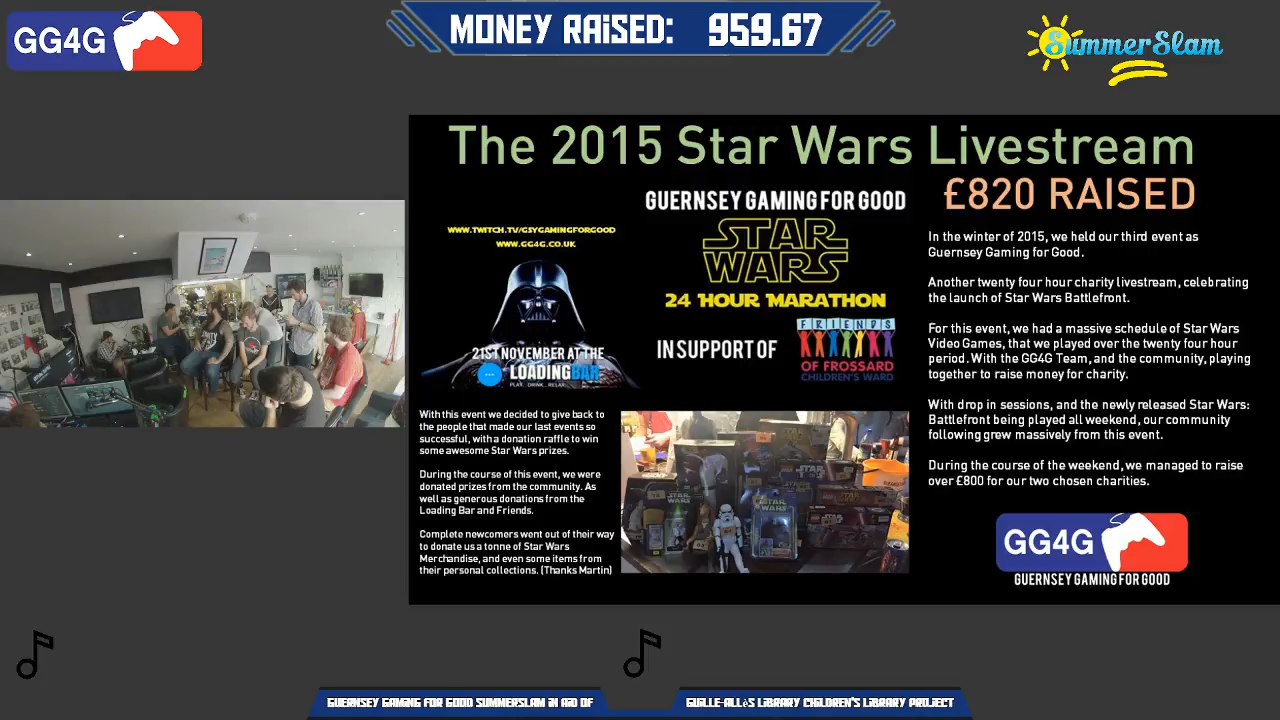 GG4G
MONEY RAISED: 959.67
SummerSlam
The 2015 Star Wars Livestream
£820 RAISED
WWW.TWITCH.TV/GSYGAMINGFORGOOD
WWW.GG4G.CO.UK
21ST NOVEMBER AT THE
LOADING BAR
PLAY. DRINK. RELAX
GUERNSEY GAMING FOR GOOD
STAR
WARS
24 HOUR MARATHON
IN SUPPORT OF
FRIENDS
OF FROSSARD
CHILDREN'S WARD
In the winter of 2015, we held our third event as
Guernsey Gaming for Good.
Another twenty four hour charity livestream, celebrating
the launch of Star Wars Battlefront.
For this event, we had a massive schedule of Star Wars
Video Games, that we played over the twenty four hour
period. With the GG4G Team, and the community, playing
together to raise money for charity.
With drop in sessions, and the newly released Star Wars:
Battlefront being played all weekend, our community
following grew massively from this event.
During the course of the weekend, we managed to raise
over £800 for our two chosen charities.
With this event we decided to give back to
the people that made our last events so
successful, with a donation raffle to win
some awesome Star Wars prizes.
During the course of this event, we were
donated prizes from the community. As
well as generous donations from the
Loading Bar and Friends.
Complete newcomers went out of their way
to donate us a tonne of Star Wars
Merchandise, and even some items from
their personal collections. (Thanks Martin)
GG4G
GUERNSEY GAMING FOR GOOD
GUERNSEY GAMING FOR GOOD SUMMERSLAM IN AID OF
GUILLE-ALLèS LIBRARY CHILDREN'S LIBRARY PROJECT